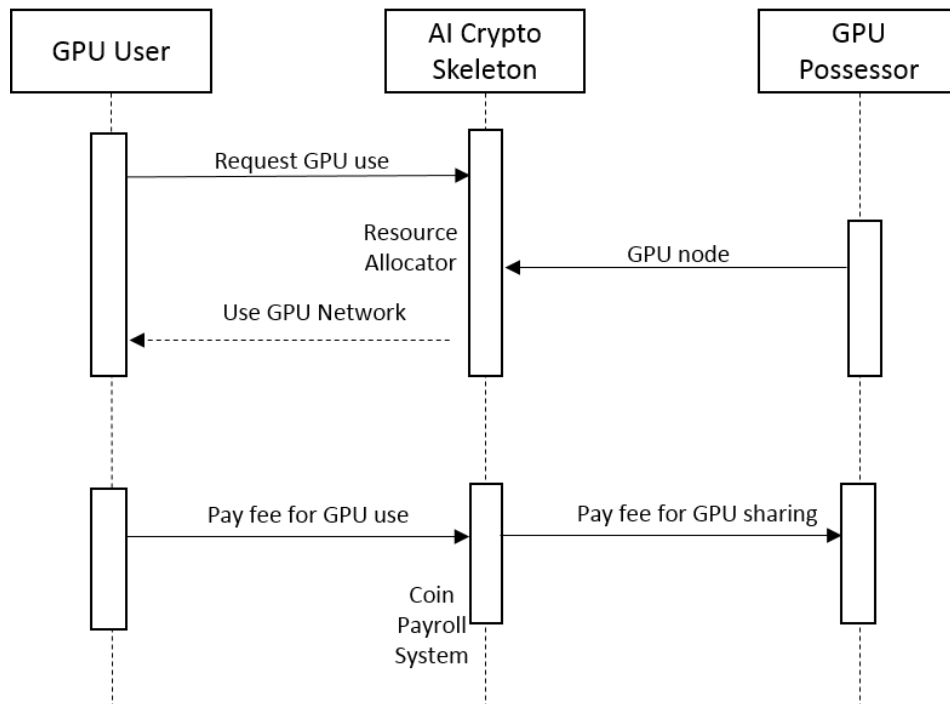 GPU User
AI Crypto
Skeleton
GPU
Possessor
Request GPU use
Resource
Allocator
GPU node
Use GPU Network
Pay fee for GPU use
Pay fee for GPU sharing
Coin
Payroll
System